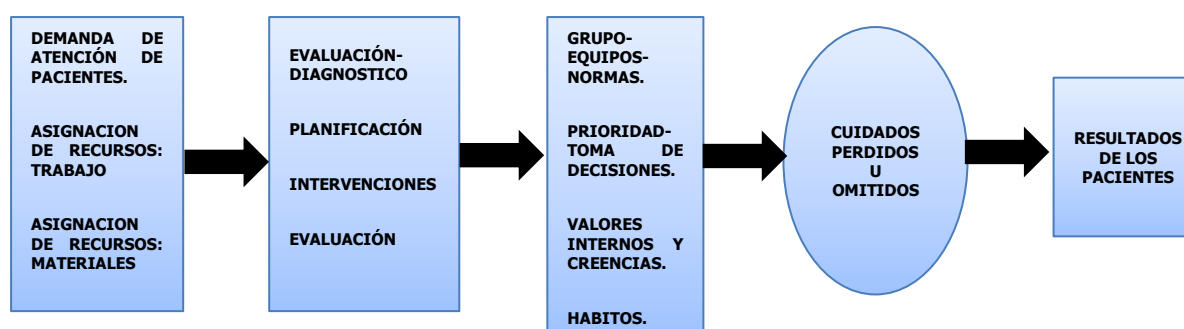 DEMANDA DE
ATENCIÓN DE
PACIENTES.
ASIGNACION
DE RECURSOS:
TRABAJO
ASIGNACION
DE RECURSOS:
MATERIALES
EVALUACIÓN-
DIAGNOSTICO
PLANIFICACIÓN
INTERVENCIONES
EVALUACIÓN
GRUPO-
EQUIPOS-
NORMAS.
PRIORIDAD-
TOMA DE
DECISIONES.
VALORES
INTERNOS Y
CREENCIAS.
HABITOS.
CUIDADOS
PERDIDOS
U
OMITIDOS
RESULTADOS
DE LOS
PACIENTES